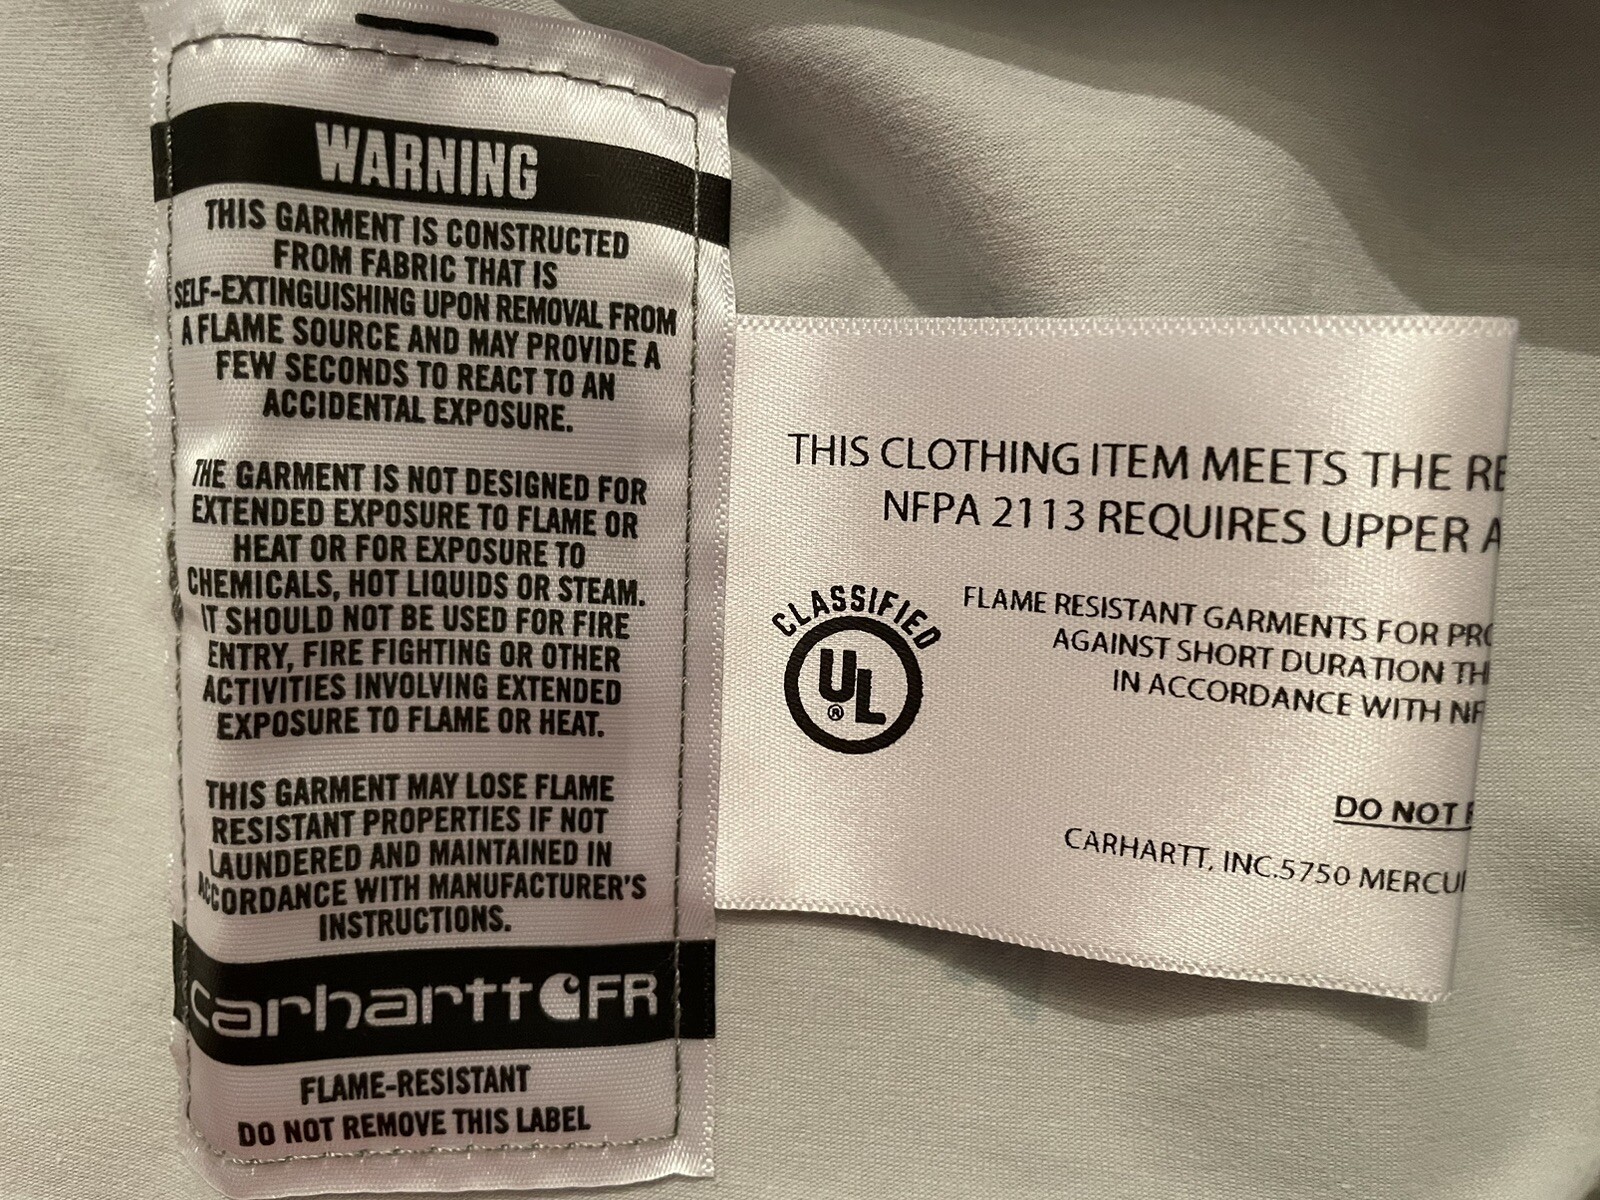 WARNING
THIS GARMENT IS CONSTRUCTED
FROM FABRIC THAT IS
SELF-EXTINGUISHING UPON REMOVAL FROM
A FLAME SOURCE AND MAY PROVIDE A
FEW SECONDS TO REACT TO AN
ACCIDENTAL EXPOSURE.
THE GARMENT IS NOT DESIGNED FOR
EXTENDED EXPOSURE TO FLAME OR
HEAT OR FOR EXPOSURE TO
CHEMICALS, HOT LIQUIDS OR STEAM.
IT SHOULD NOT BE USED FOR FIRE
ENTRY, FIRE FIGHTING OR OTHER
ACTIVITIES INVOLVING EXTENDED
EXPOSURE TO FLAME OR HEAT.
THIS GARMENT MAY LOSE FLAME
RESISTANT PROPERTIES IF NOT
LAUNDERED AND MAINTAINED IN
ACCORDANCE WITH MANUFACTURER'S
INSTRUCTIONS.
carhartt FR
FLAME-RESISTANT
DO NOT REMOVE THIS LABEL
THIS CLOTHING ITEM MEETS THE RE
NFPA 2113 REQUIRES UPPER A
CLASSIFIED
UL
®
FLAME RESISTANT GARMENTS FOR PRO
AGAINST SHORT DURATION TH
IN ACCORDANCE WITH NF
DO NOT
CARHARTT, INC.5750 MERCU